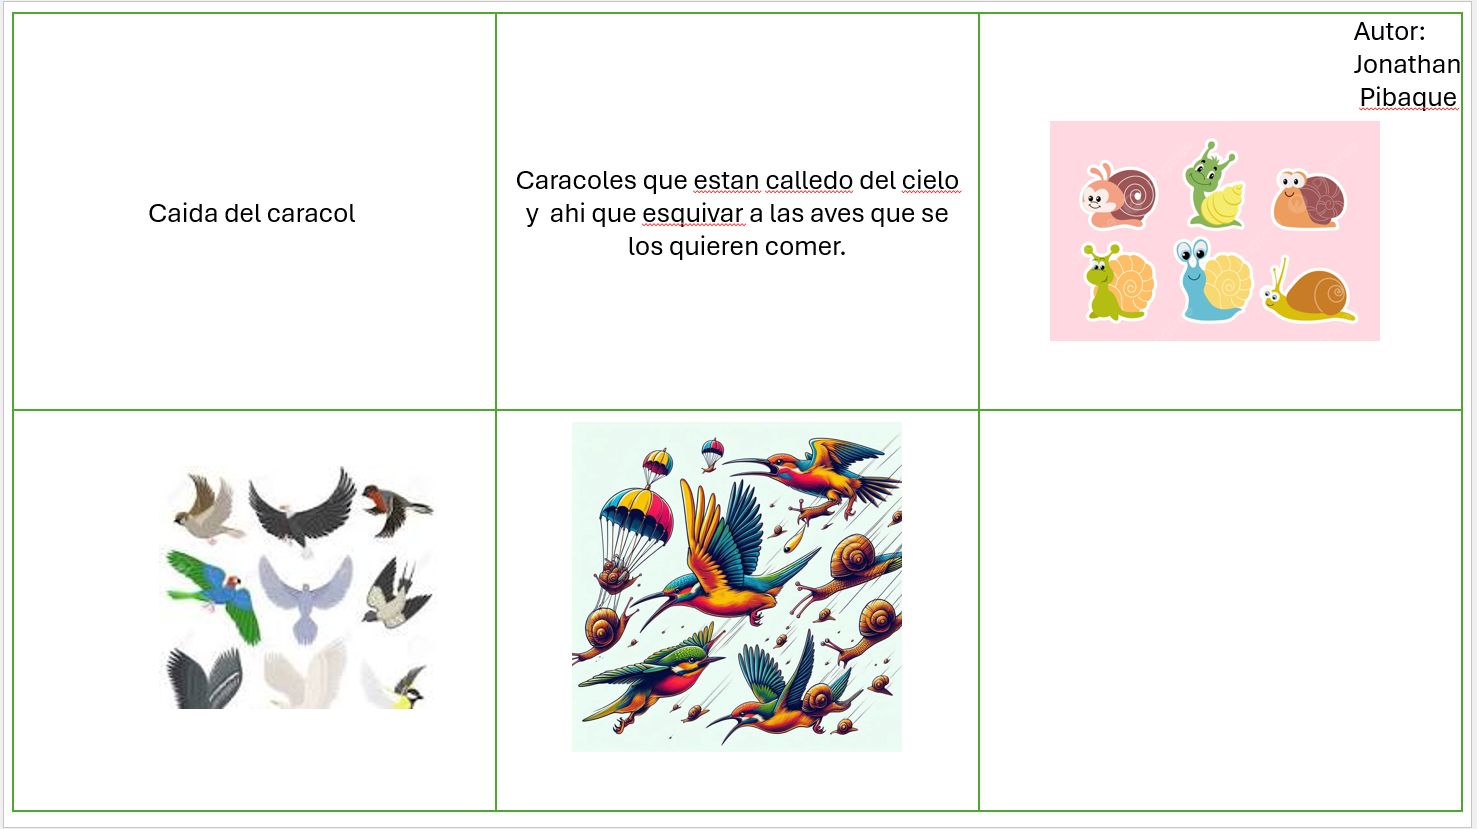 Caida del caracol
Caracoles que estan calledo del cielo
y  ahi que esquivar a las aves que se
los quieren comer.
Autor:
Jonathan
Pibaque